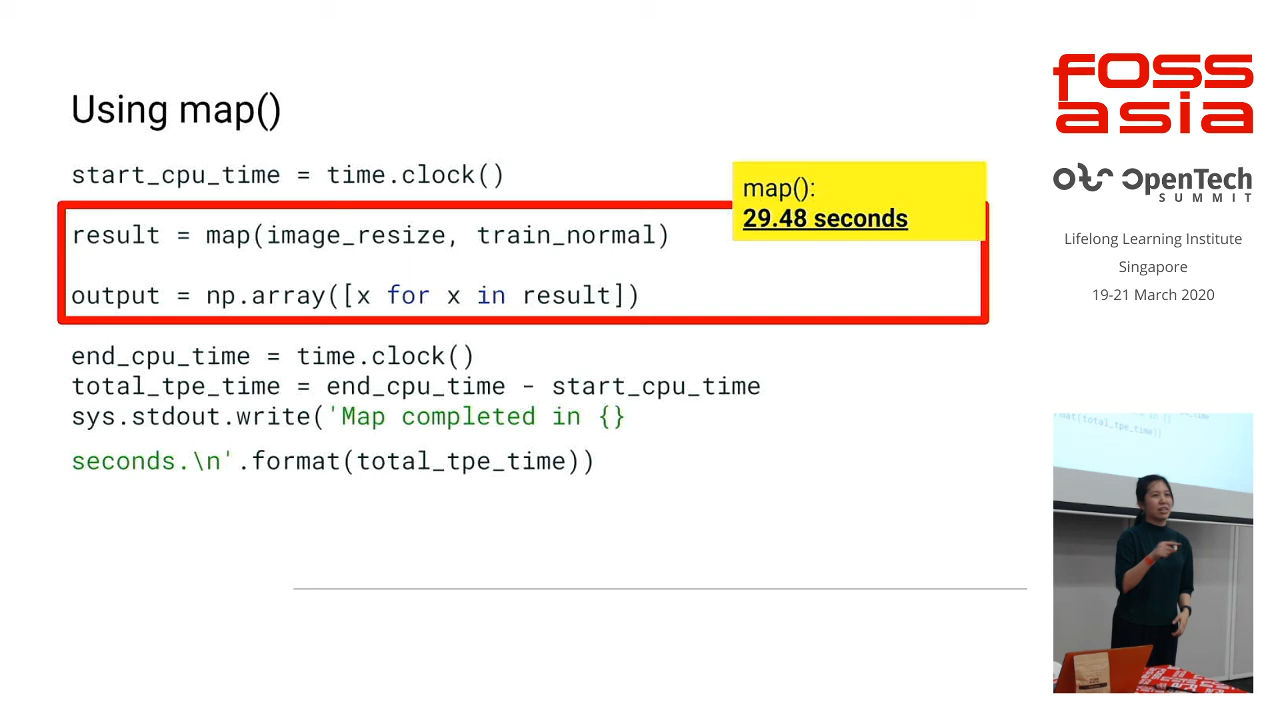 Using map()
start_cpu_time = time.clock()
map():
29.48 seconds
result = map(image_resize, train_normal)
output = np.array([x for x in result])
end_cpu_time = time.clock()
total_tpe_time = end_cpu_time - start_cpu_time
sys.stdout.write('Map completed in {}
seconds.\n'.format(total_tpe_time))
foss
asia
OpenTech
SUMMIT
Lifelong Learning Institute
Singapore
19-21 March 2020
rmat(total_tpe_time))